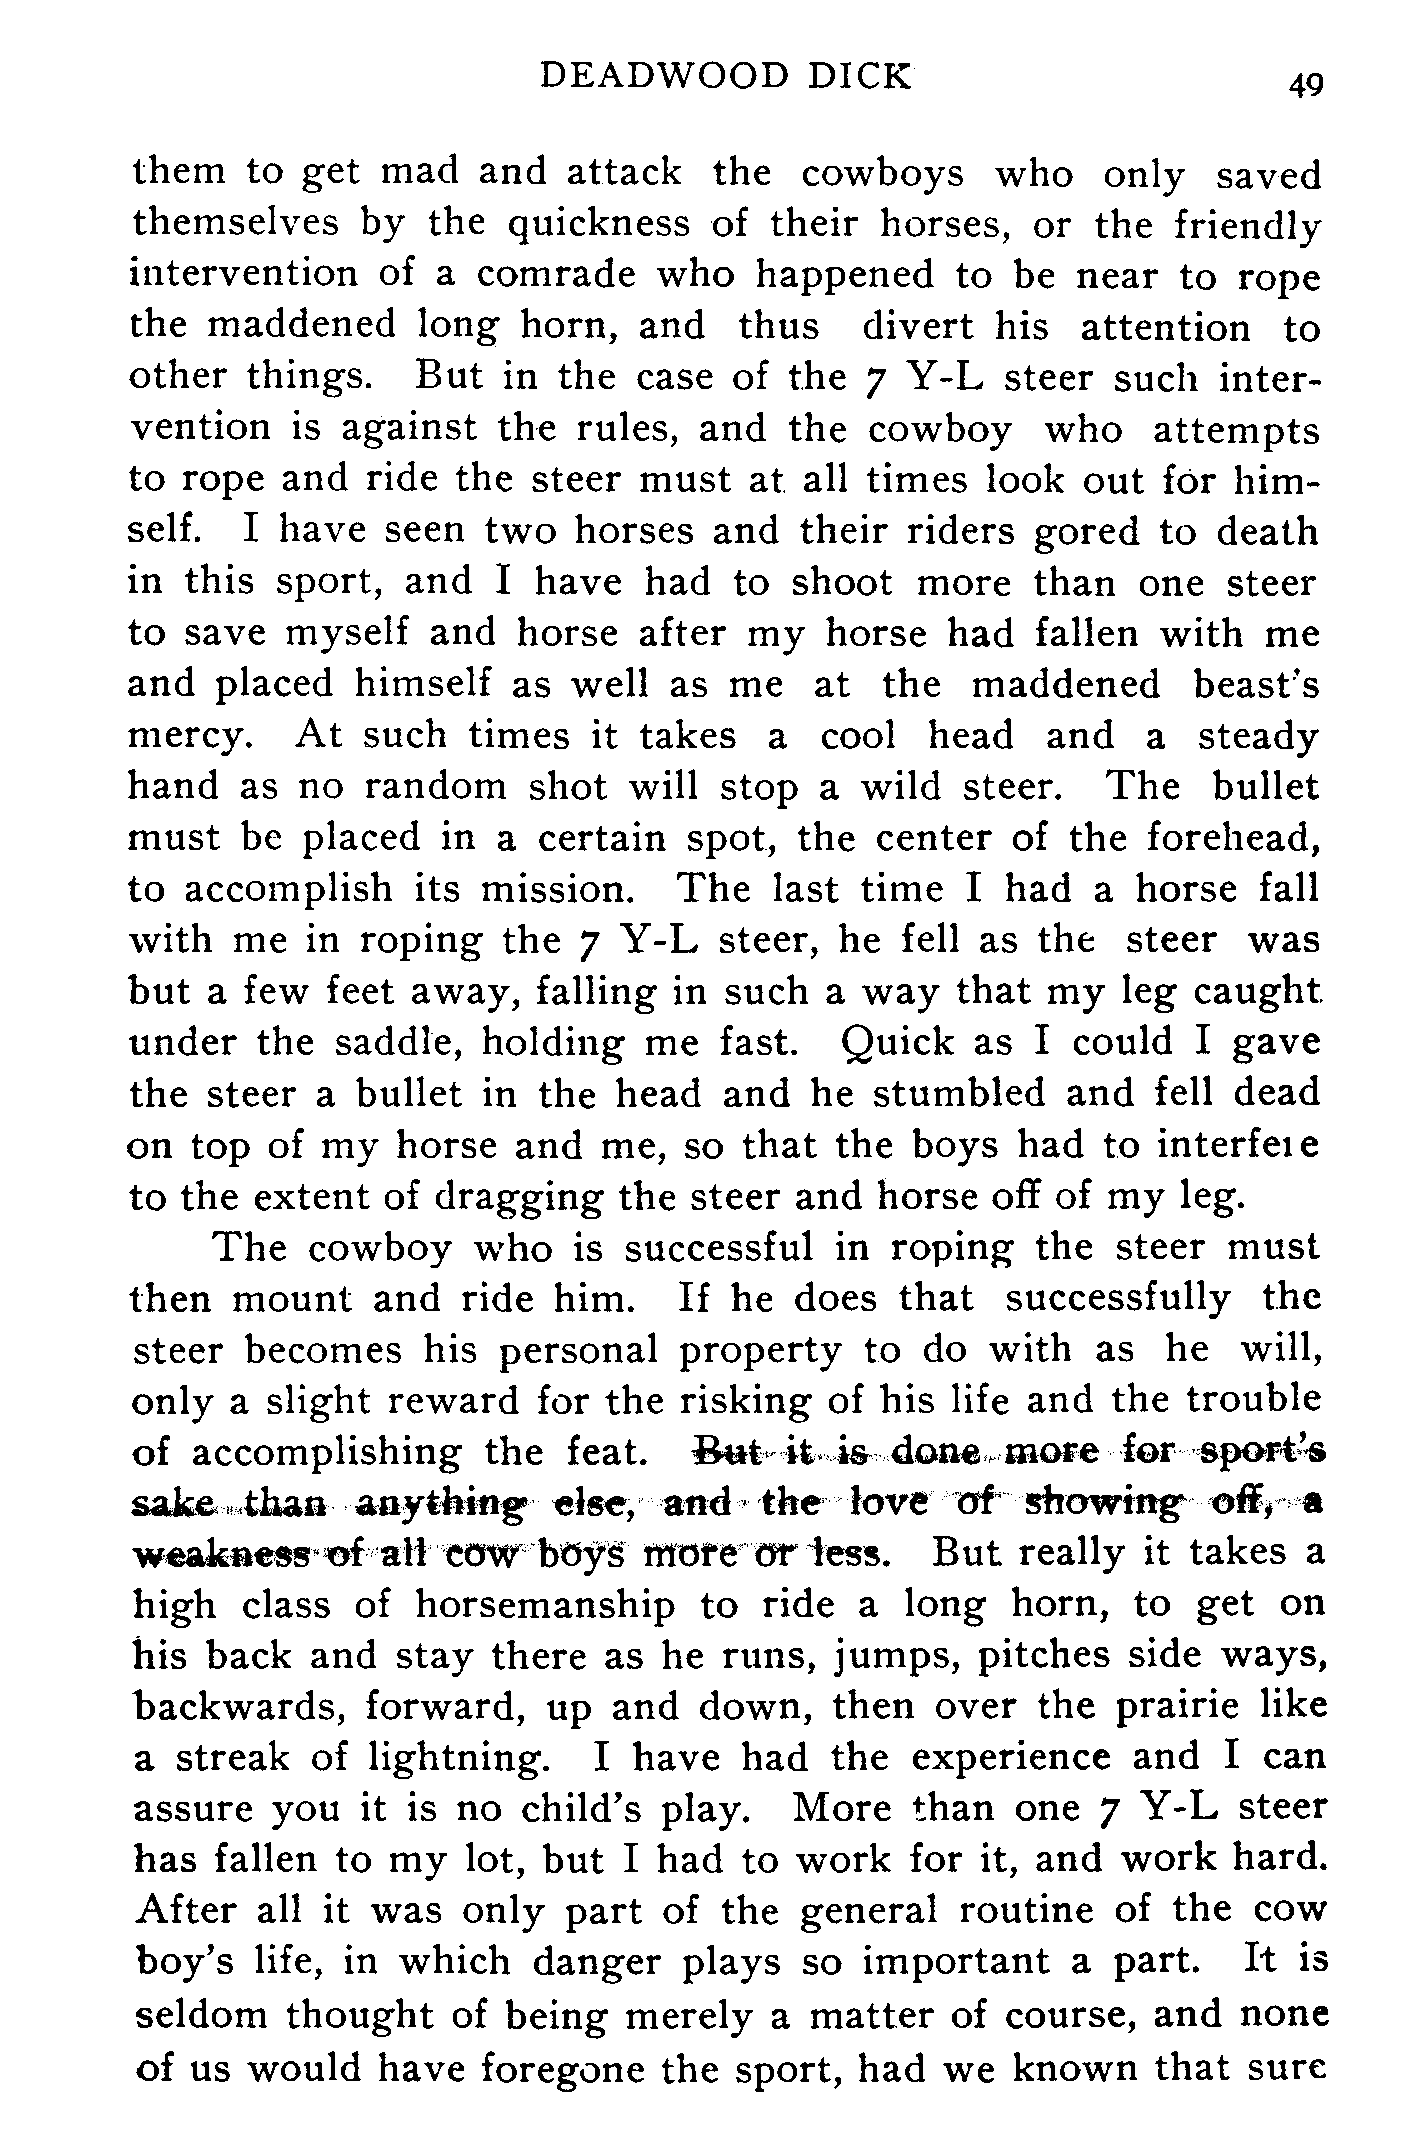 DEADWOOD DICK 49
them to get mad and attack the cowboys who only saved
themselves by the quickness of their horses, or the friendly
intervention of a comrade who happened to be near to rope
the maddened long horn, and thus divert his attention to
other things. But in the case of the 7 Y-L steer such inter-
vention is against the rules, and the cowboy who attempts
to rope and ride the steer must at all times look out for him-
self. I have seen two horses and their riders gored to death
in this sport, and I have had to shoot more than one steer
to save myself and horse after my horse had fallen with me
and placed himself as well as me at the maddened beast's
mercy. At such times it takes a cool head and a steady
hand as no random shot will stop a wild steer. The bullet
must be placed in a certain spot, the center of the forehead,
to accomplish its mission. The last time I had a horse fall
with me in roping the 7 Y-L steer, he fell as the steer was
but a few feet away, falling in such a way that my leg caught
under the saddle, holding me fast. Quick as I could I gave
the steer a bullet in the head and he stumbled and fell dead
on top of my horse and me, so that the boys had to interfere
to the extent of dragging the steer and horse off of my leg.
The cowboy who is successful in roping the steer must
then mount and ride him. If he does that successfully the
steer becomes his personal property to do with as he will,
only a slight reward for the risking of his life and the trouble
of accomplishing the feat. But it is done more for sport's
sake than anything else, and the love of showing off, a
weakness of all cow boys more or less. But really it takes a
high class of horsemanship to ride a long horn, to get on
his back and stay there as he runs, jumps, pitches side ways,
backwards, forward, up and down, then over the prairie like
a streak of lightning. I have had the experience and I can
assure you it is no child's play. More than one 7 Y-L steer
has fallen to my lot, but I had to work for it, and work hard.
After all it was only part of the general routine of the cow
boy's life, in which danger plays so important a part. It is
seldom thought of being merely a matter of course, and none
of us would have foregone the sport, had we known that sure